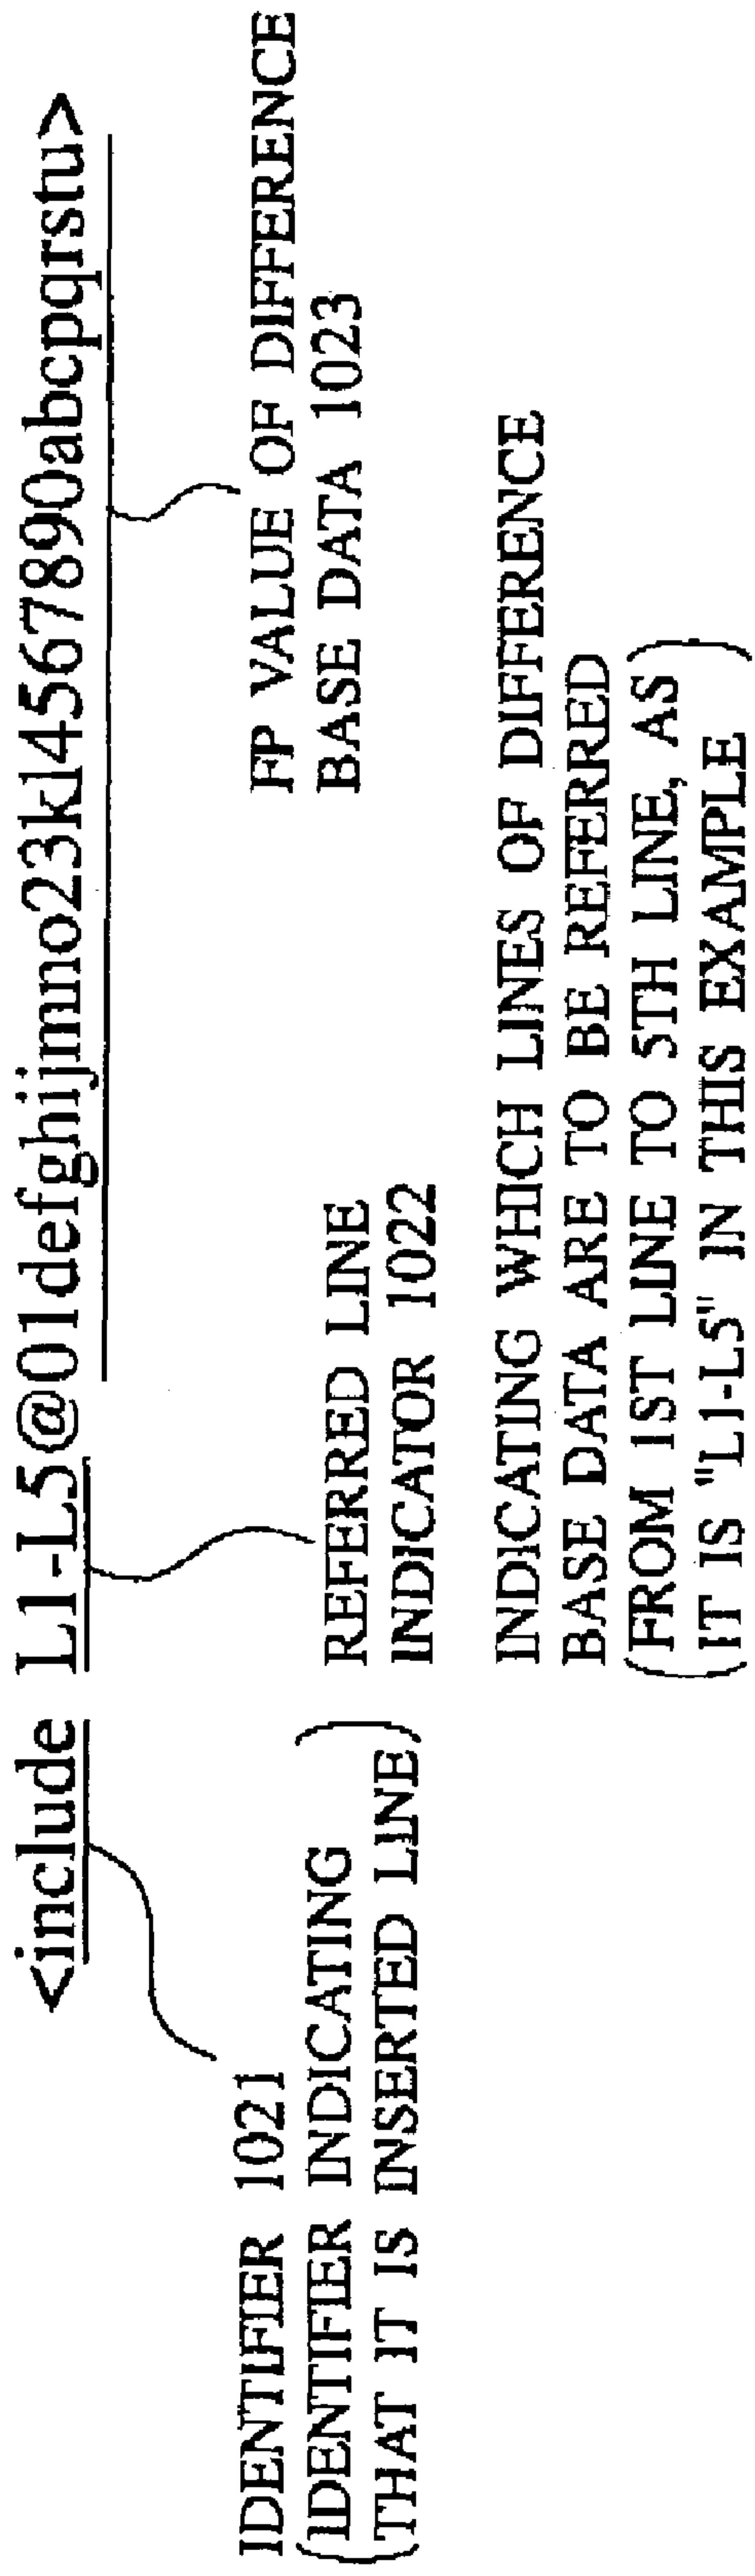 <include L1-L5@01defghijmno23kl4567890abcpqrstu>
IDENTIFIER 1021
(IDENTIFIER INDICATING
THAT IT IS INSERTED LINE)
REFERRED LINE
INDICATOR 1022
INDICATING WHICH LINES OF DIFFERENCE
BASE DATA ARE TO BE REFERRED
(FROM 1ST LINE TO 5TH LINE, AS
IT IS "L1-L5" IN THIS EXAMPLE)
FP VALUE OF DIFFERENCE
BASE DATA 1023